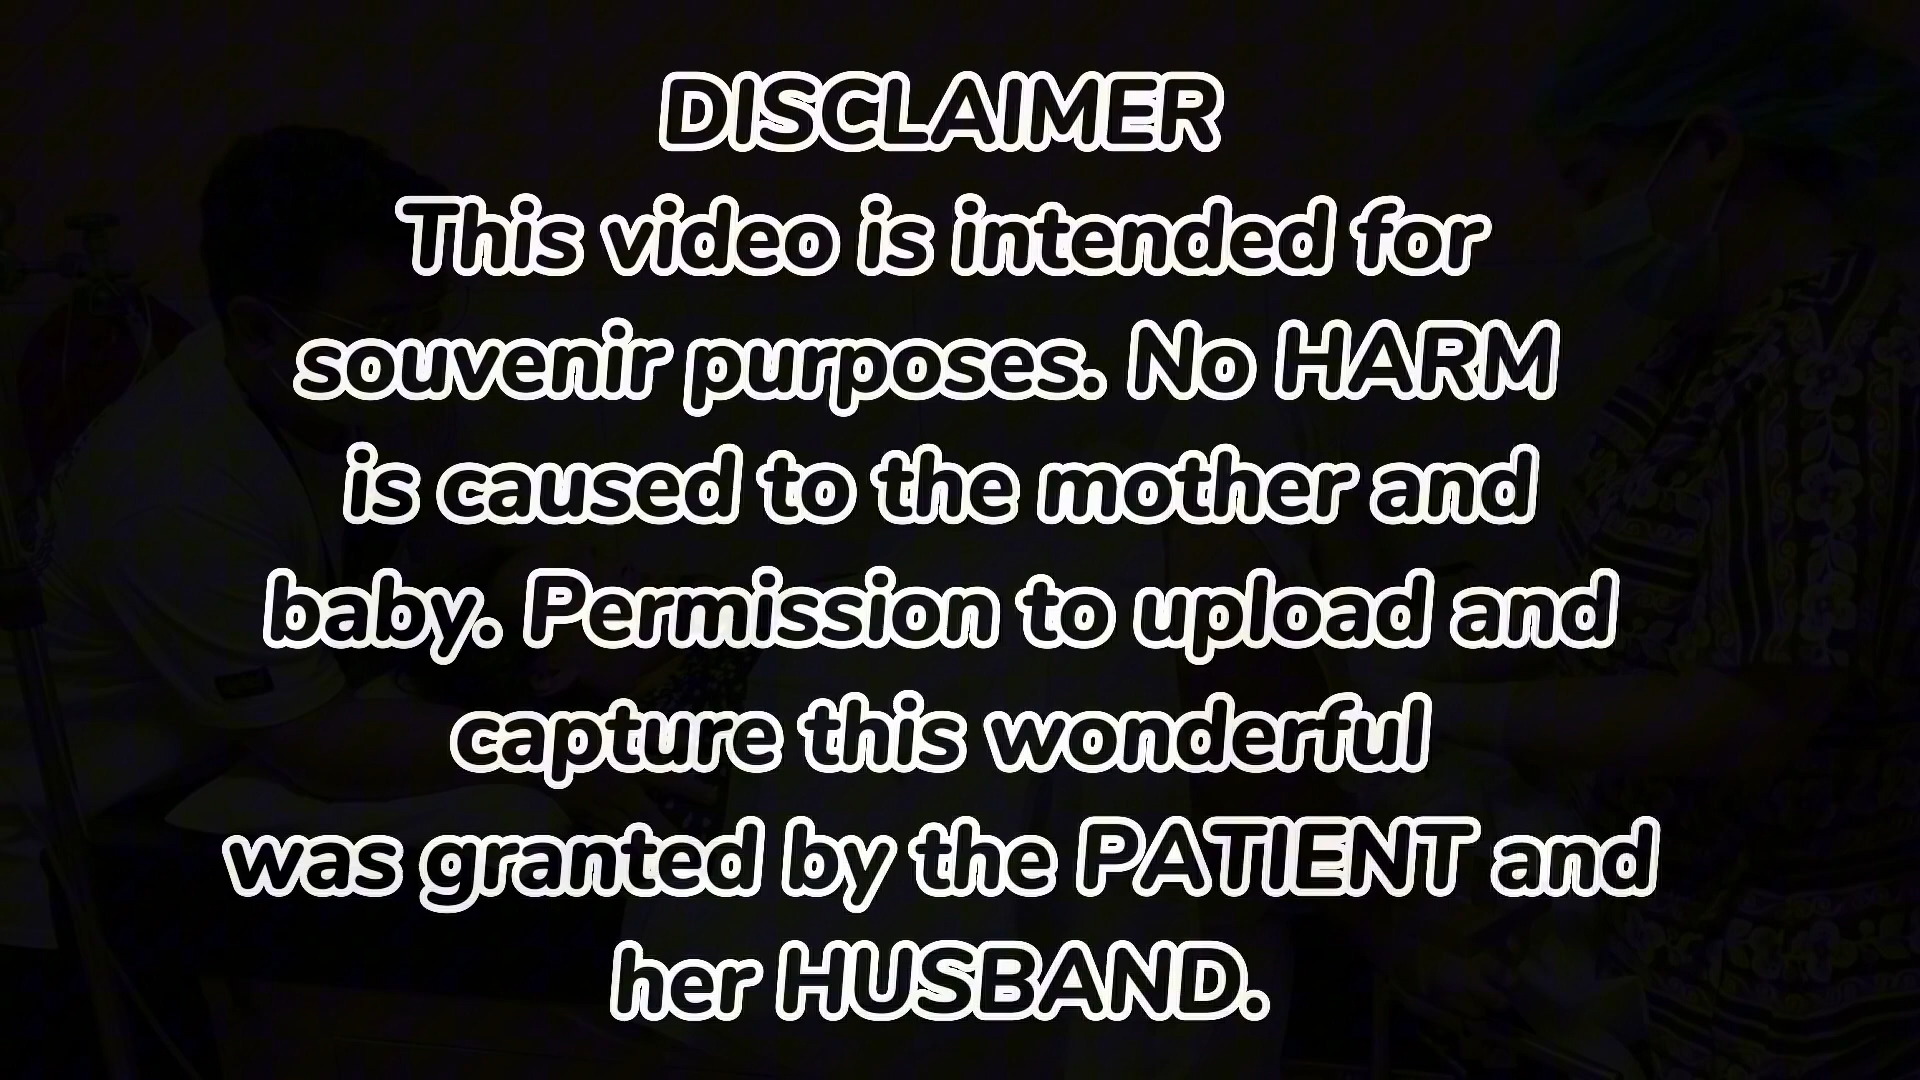 DISCLAIMER
This video is intended for
souvenir purposes. No HARM
is caused to the mother and
baby. Permission to upload and
capture this wonderful
was granted by the PATIENT and
her HUSBAND.